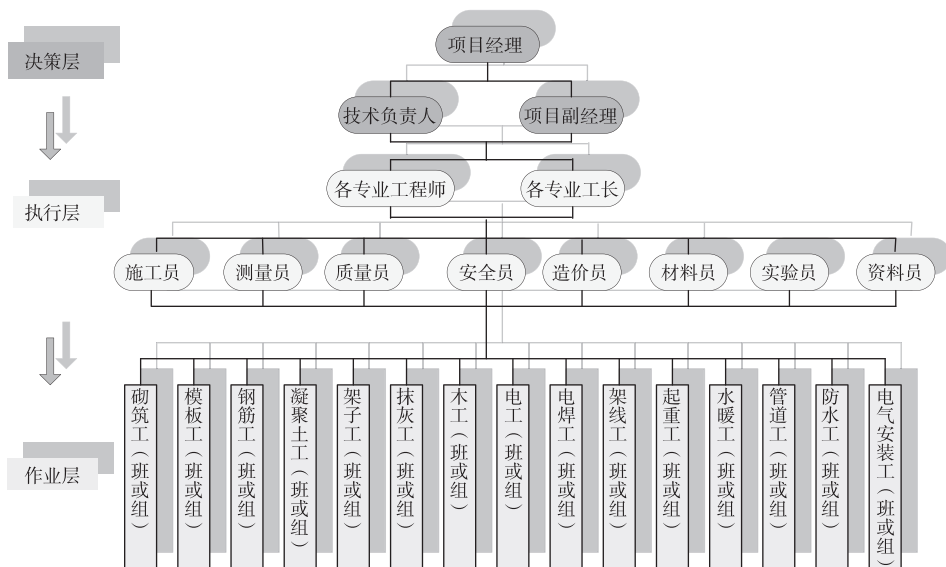 项目经理
决策层
技术负责人
项目副经理
各专业工程师
各专业工长
执行层
施工员
测量员
质量员
安全员
造价员
材料员
实验员
资料员
砌筑工（班或组）
模板工（班或组）
钢筋工（班或组）
凝聚土工（班或组）
架子工（班或组）
抹灰工（班或组）
木工（班或组）
电工（班或组）
电焊工（班或组）
架线工（班或组）
起重工（班或组）
水暖工（班或组）
管道工（班或组）
防水工（班或组）
电气安装工（班或组）
作业层